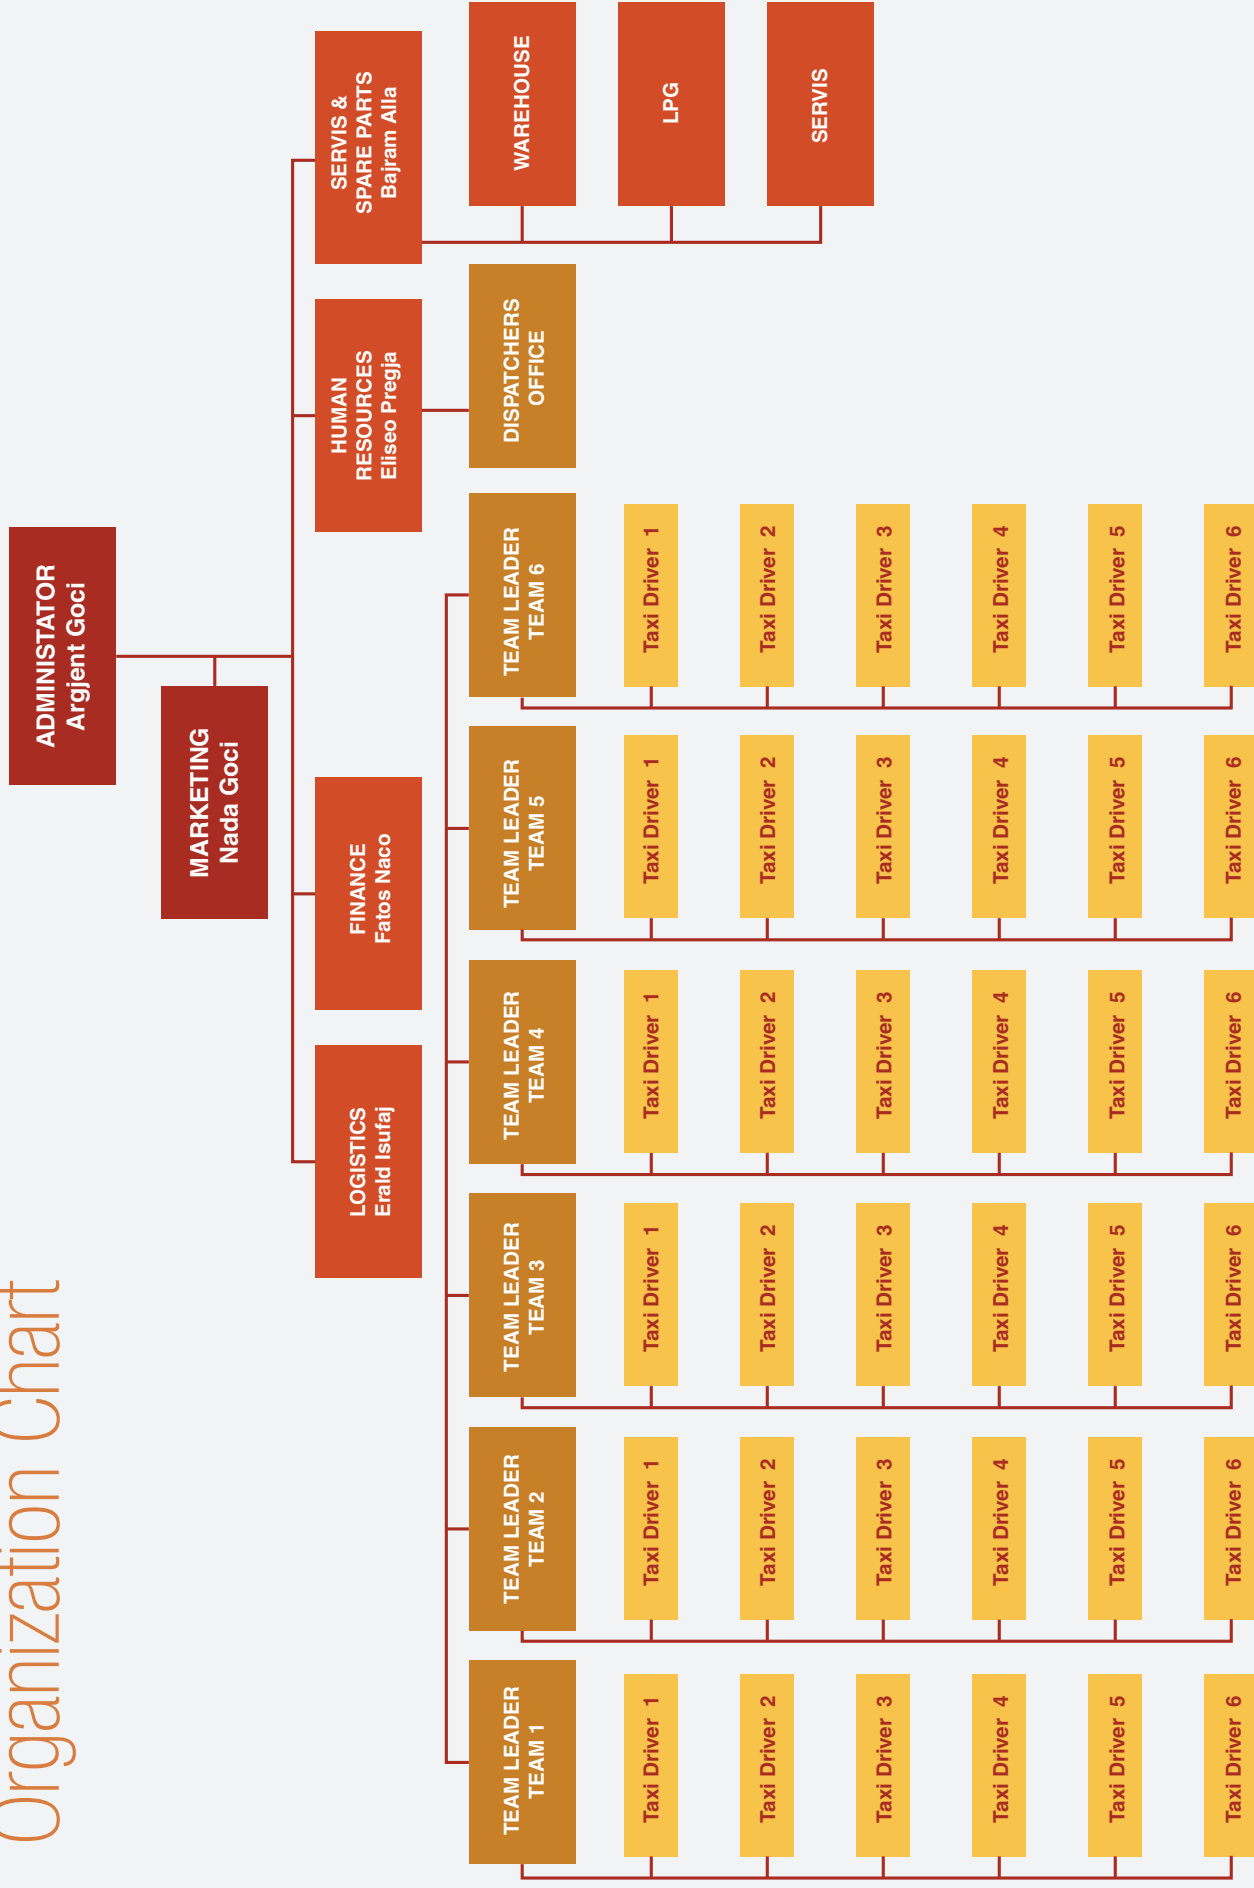 Organization Chart
ADMINISTATOR
Argjent Goci
MARKETING
Nada Goci
LOGISTICS
Erald Isufaj
FINANCE
Fatos Naco
HUMAN
RESOURCES
Eliseo Pregja
SERVIS &
SPARE PARTS
Bajram Alla
TEAM LEADER
TEAM 1
TEAM LEADER
TEAM 2
TEAM LEADER
TEAM 3
TEAM LEADER
TEAM 4
TEAM LEADER
TEAM 5
TEAM LEADER
TEAM 6
DISPATCHERS
OFFICE
WAREHOUSE
Taxi Driver 1
Taxi Driver 1
Taxi Driver 1
Taxi Driver 1
Taxi Driver 1
Taxi Driver 1
LPG
Taxi Driver 2
Taxi Driver 2
Taxi Driver 2
Taxi Driver 2
Taxi Driver 2
Taxi Driver 2
SERVIS
Taxi Driver 3
Taxi Driver 3
Taxi Driver 3
Taxi Driver 3
Taxi Driver 3
Taxi Driver 3
Taxi Driver 4
Taxi Driver 4
Taxi Driver 4
Taxi Driver 4
Taxi Driver 4
Taxi Driver 4
Taxi Driver 5
Taxi Driver 5
Taxi Driver 5
Taxi Driver 5
Taxi Driver 5
Taxi Driver 5
Taxi Driver 6
Taxi Driver 6
Taxi Driver 6
Taxi Driver 6
Taxi Driver 6
Taxi Driver 6